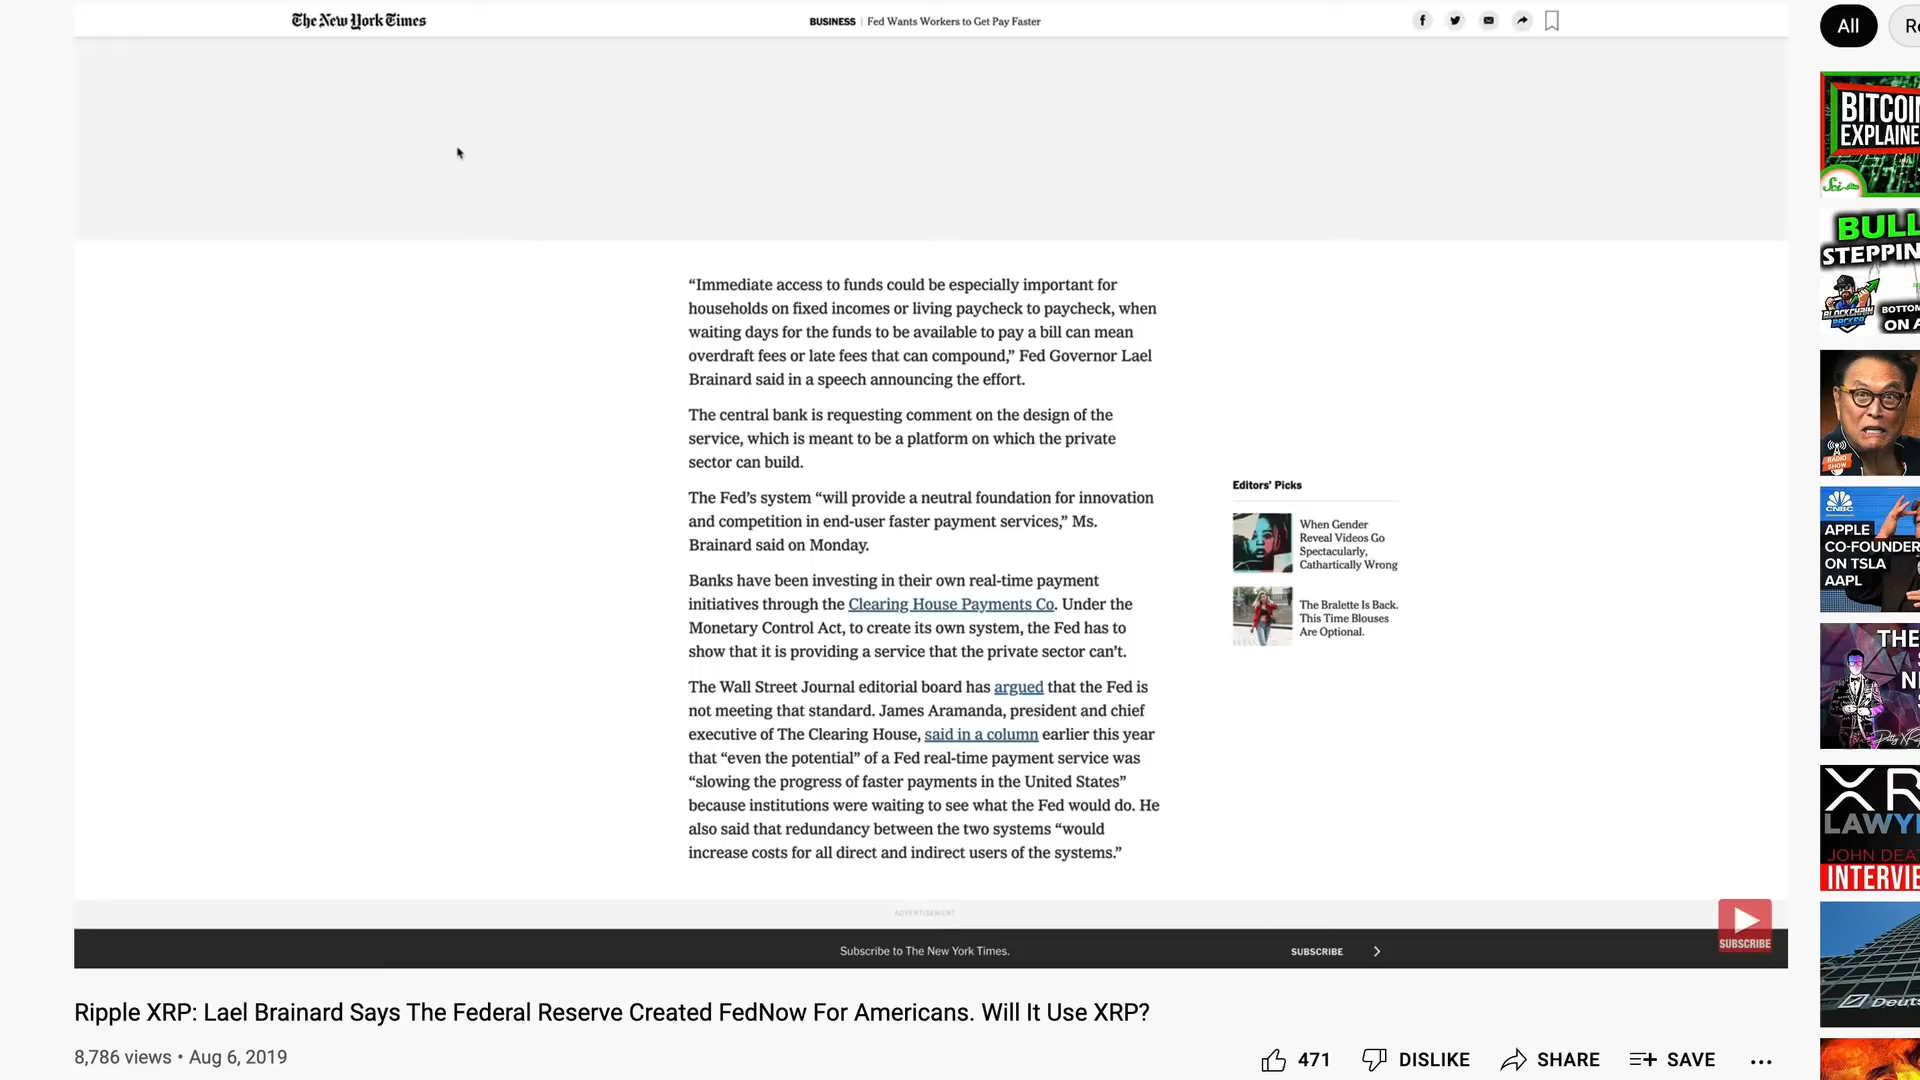 The New York Times
BUSINESS | Fed Wants Workers to Get Pay Faster
All
“Immediate access to funds could be especially important for
households on fixed incomes or living paycheck to paycheck, when
waiting days for the funds to be available to pay a bill can mean
overdraft fees or late fees that can compound,” Fed Governor Lael
Brainard said in a speech announcing the effort.
The central bank is requesting comment on the design of the
service, which is meant to be a platform on which the private
sector can build.
The Fed’s system “will provide a neutral foundation for innovation
and competition in end-user faster payment services,” Ms.
Brainard said on Monday.
Banks have been investing in their own real-time payment
initiatives through the Clearing House Payments Co. Under the
Monetary Control Act, to create its own system, the Fed has to
show that it is providing a service that the private sector can’t.
The Wall Street Journal editorial board has argued that the Fed is
not meeting that standard. James Aramanda, president and chief
executive of The Clearing House, said in a column earlier this year
that “even the potential” of a Fed real-time payment service was
“slowing the progress of faster payments in the United States”
because institutions were waiting to see what the Fed would do. He
also said that redundancy between the two systems “would
increase costs for all direct and indirect users of the systems.”
Editors’ Picks
When Gender
Reveal Videos Go
Spectacularly,
Cathartically Wrong
The Bralette Is Back.
This Time Blouses
Are Optional.
ADVERTISEMENT
Subscribe to The New York Times.
SUBSCRIBE
SUBSCRIBE
Ripple XRP: Lael Brainard Says The Federal Reserve Created FedNow For Americans. Will It Use XRP?
8,786 views • Aug 6, 2019
471
DISLIKE
SHARE
SAVE
BITCOIN
EXPLAINE
BULL
STEPPIN
BLOCKCHAIN
BACKER
BOTTOM
ON A
RADIO
SHOW
CNBC
APPLE
CO-FOUNDER
ON TSLA
AAPL
THE
XR
LAWY
JOHN DEA
INTERVIE
Deuts